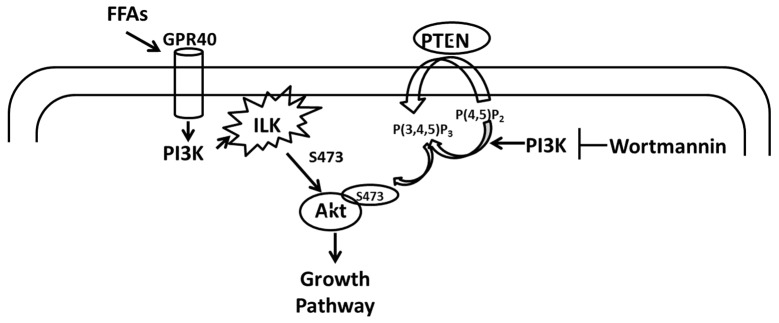 FFAs
GPR40
PTEN
ILK
P(4,5)P2
P(3,4,5)P3
PI3K
S473
PI3K
Wortmannin
Akt
S473
Growth
Pathway